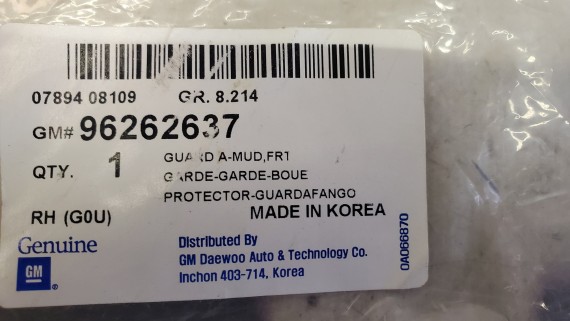 07894 08109 GR. 8.214
GM# 96262637
QTY. 1 GUARD A-MUD,FRT
GARDE-GARDE-BOUE
PROTECTOR-GUARDAFANGO
RH (G0U) MADE IN KOREA
Genuine
GM ®
Distributed By
GM Daewoo Auto & Technology Co.
Inchon 403-714, Korea
0A066870